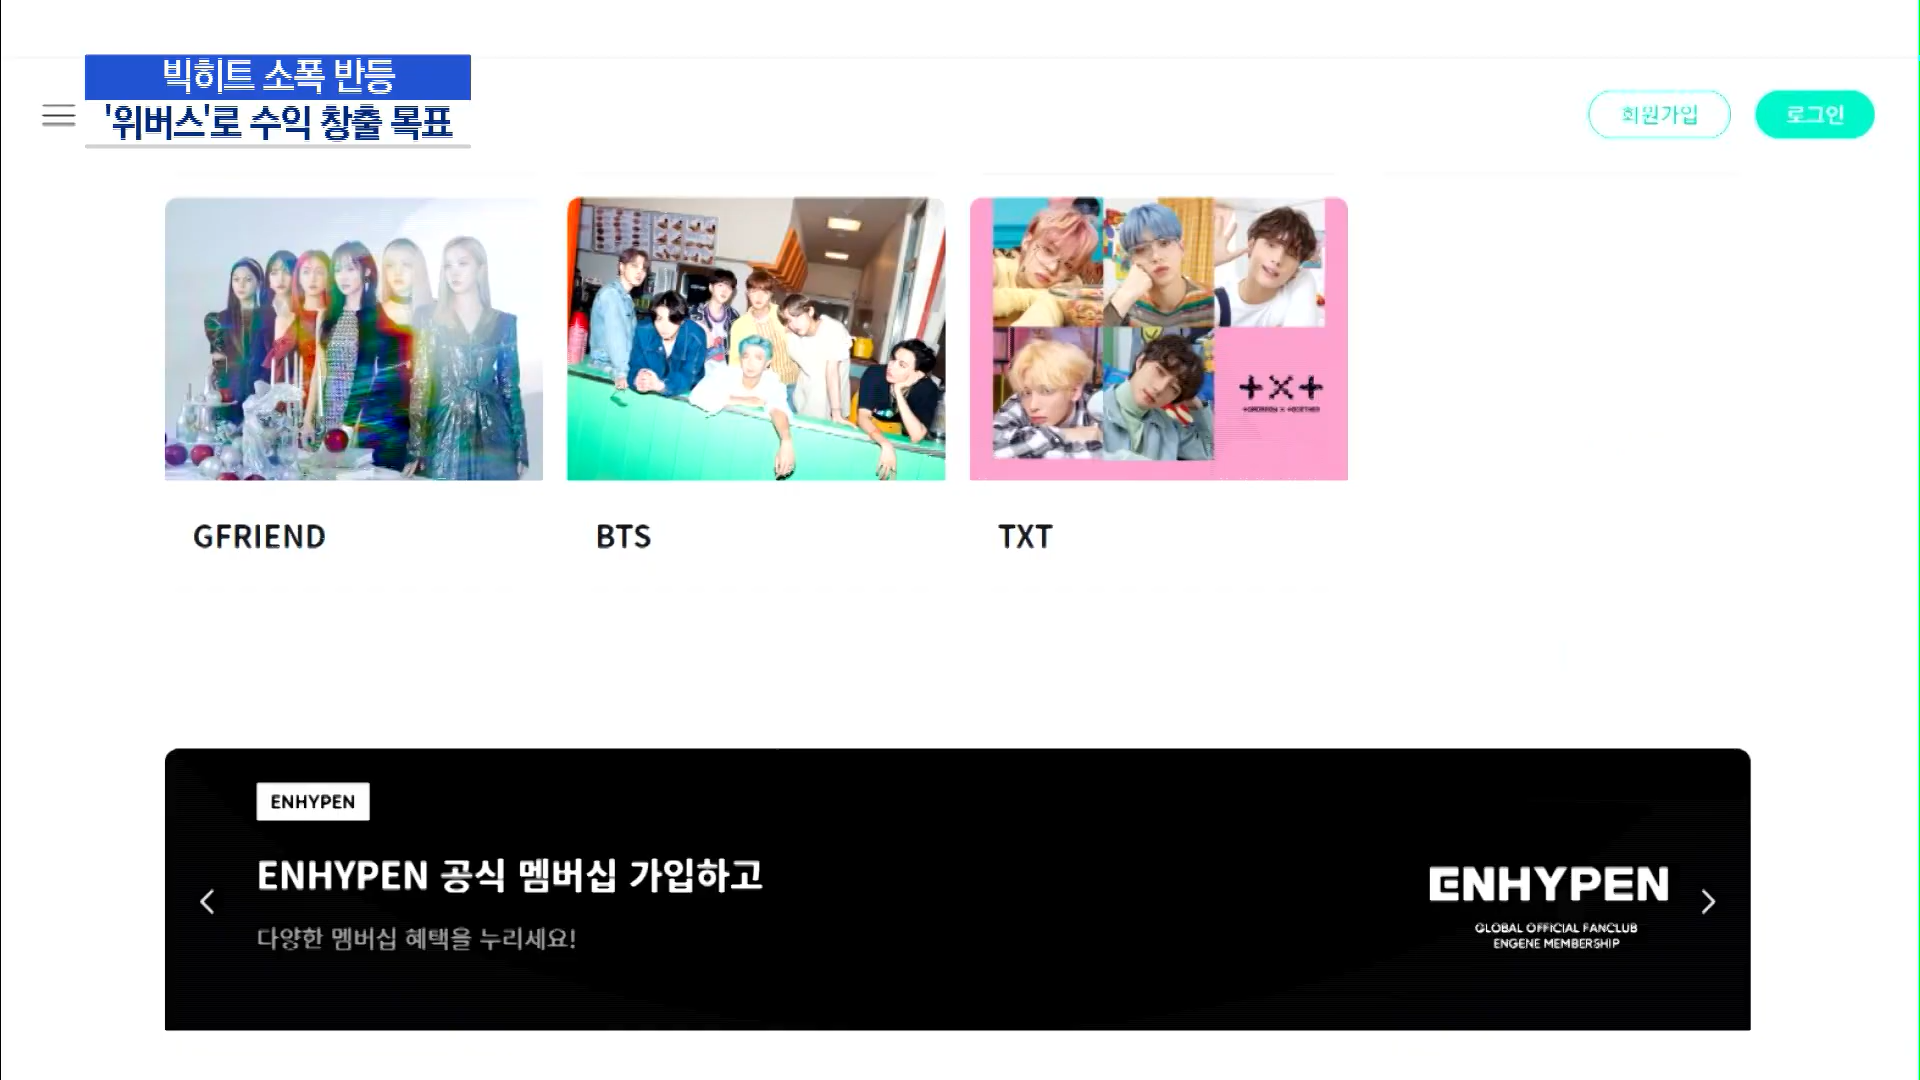 빅히트 소폭 반등
'위버스'로 수익 창출 목표
회원가입
로그인
TOMORROW X TOGETHER
GFRIEND
BTS
TXT
ENHYPEN
ENHYPEN 공식 멤버십 가입하고
다양한 멤버십 혜택을 누리세요!
ENHYPEN
GLOBAL OFFICIAL FANCLUB
ENGENE MEMBERSHIP